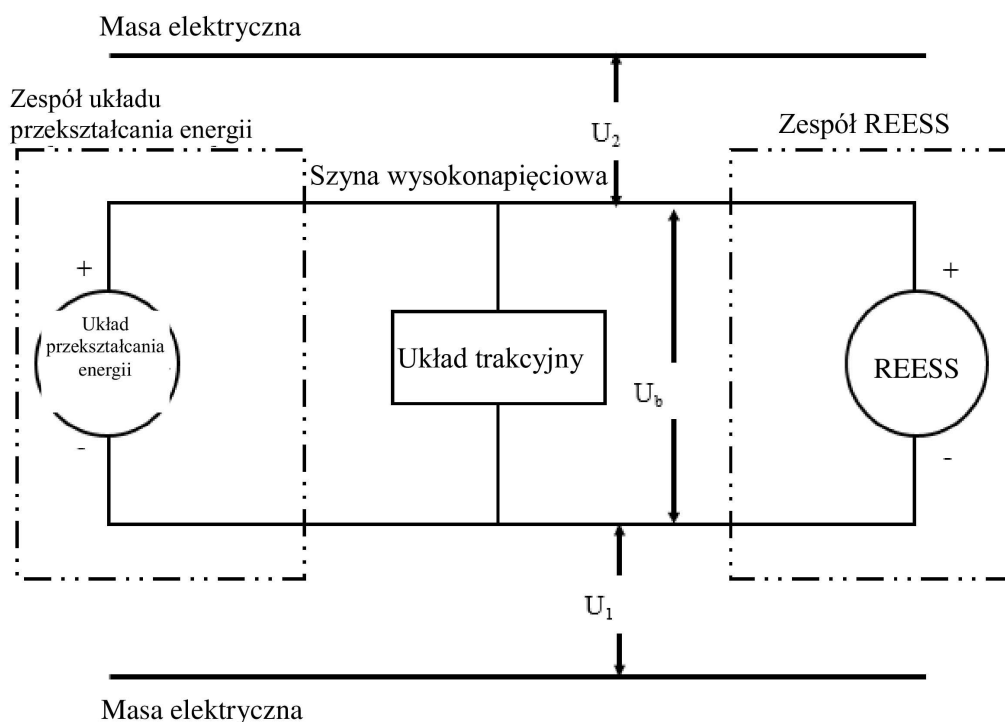 Masa elektryczna
Zespół układu
przekształcania energii
U2
Zespół REESS
Szyna wysokonapięciowa
+
+
Układ
przekształcania
energii
Układ trakcyjny
REESS
Ub
-
-
U1
Masa elektryczna